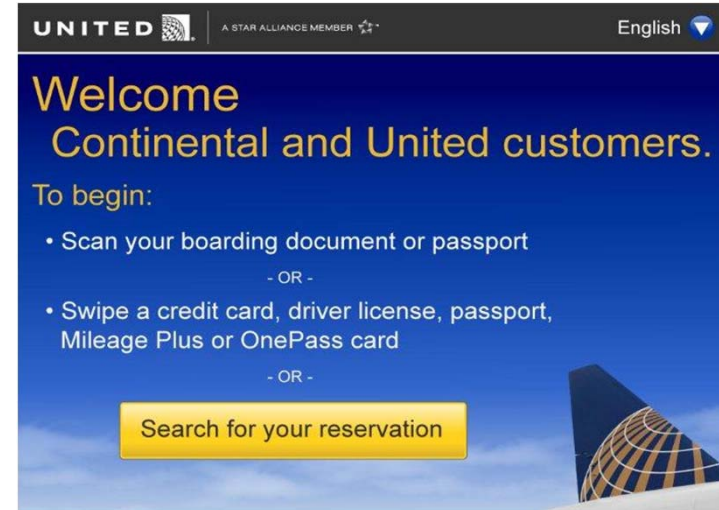 UNITED
A STAR ALLIANCE MEMBER
English
Welcome
Continental and United customers.
To begin:
• Scan your boarding document or passport
- OR -
• Swipe a credit card, driver license, passport,
Mileage Plus or OnePass card
- OR -
Search for your reservation